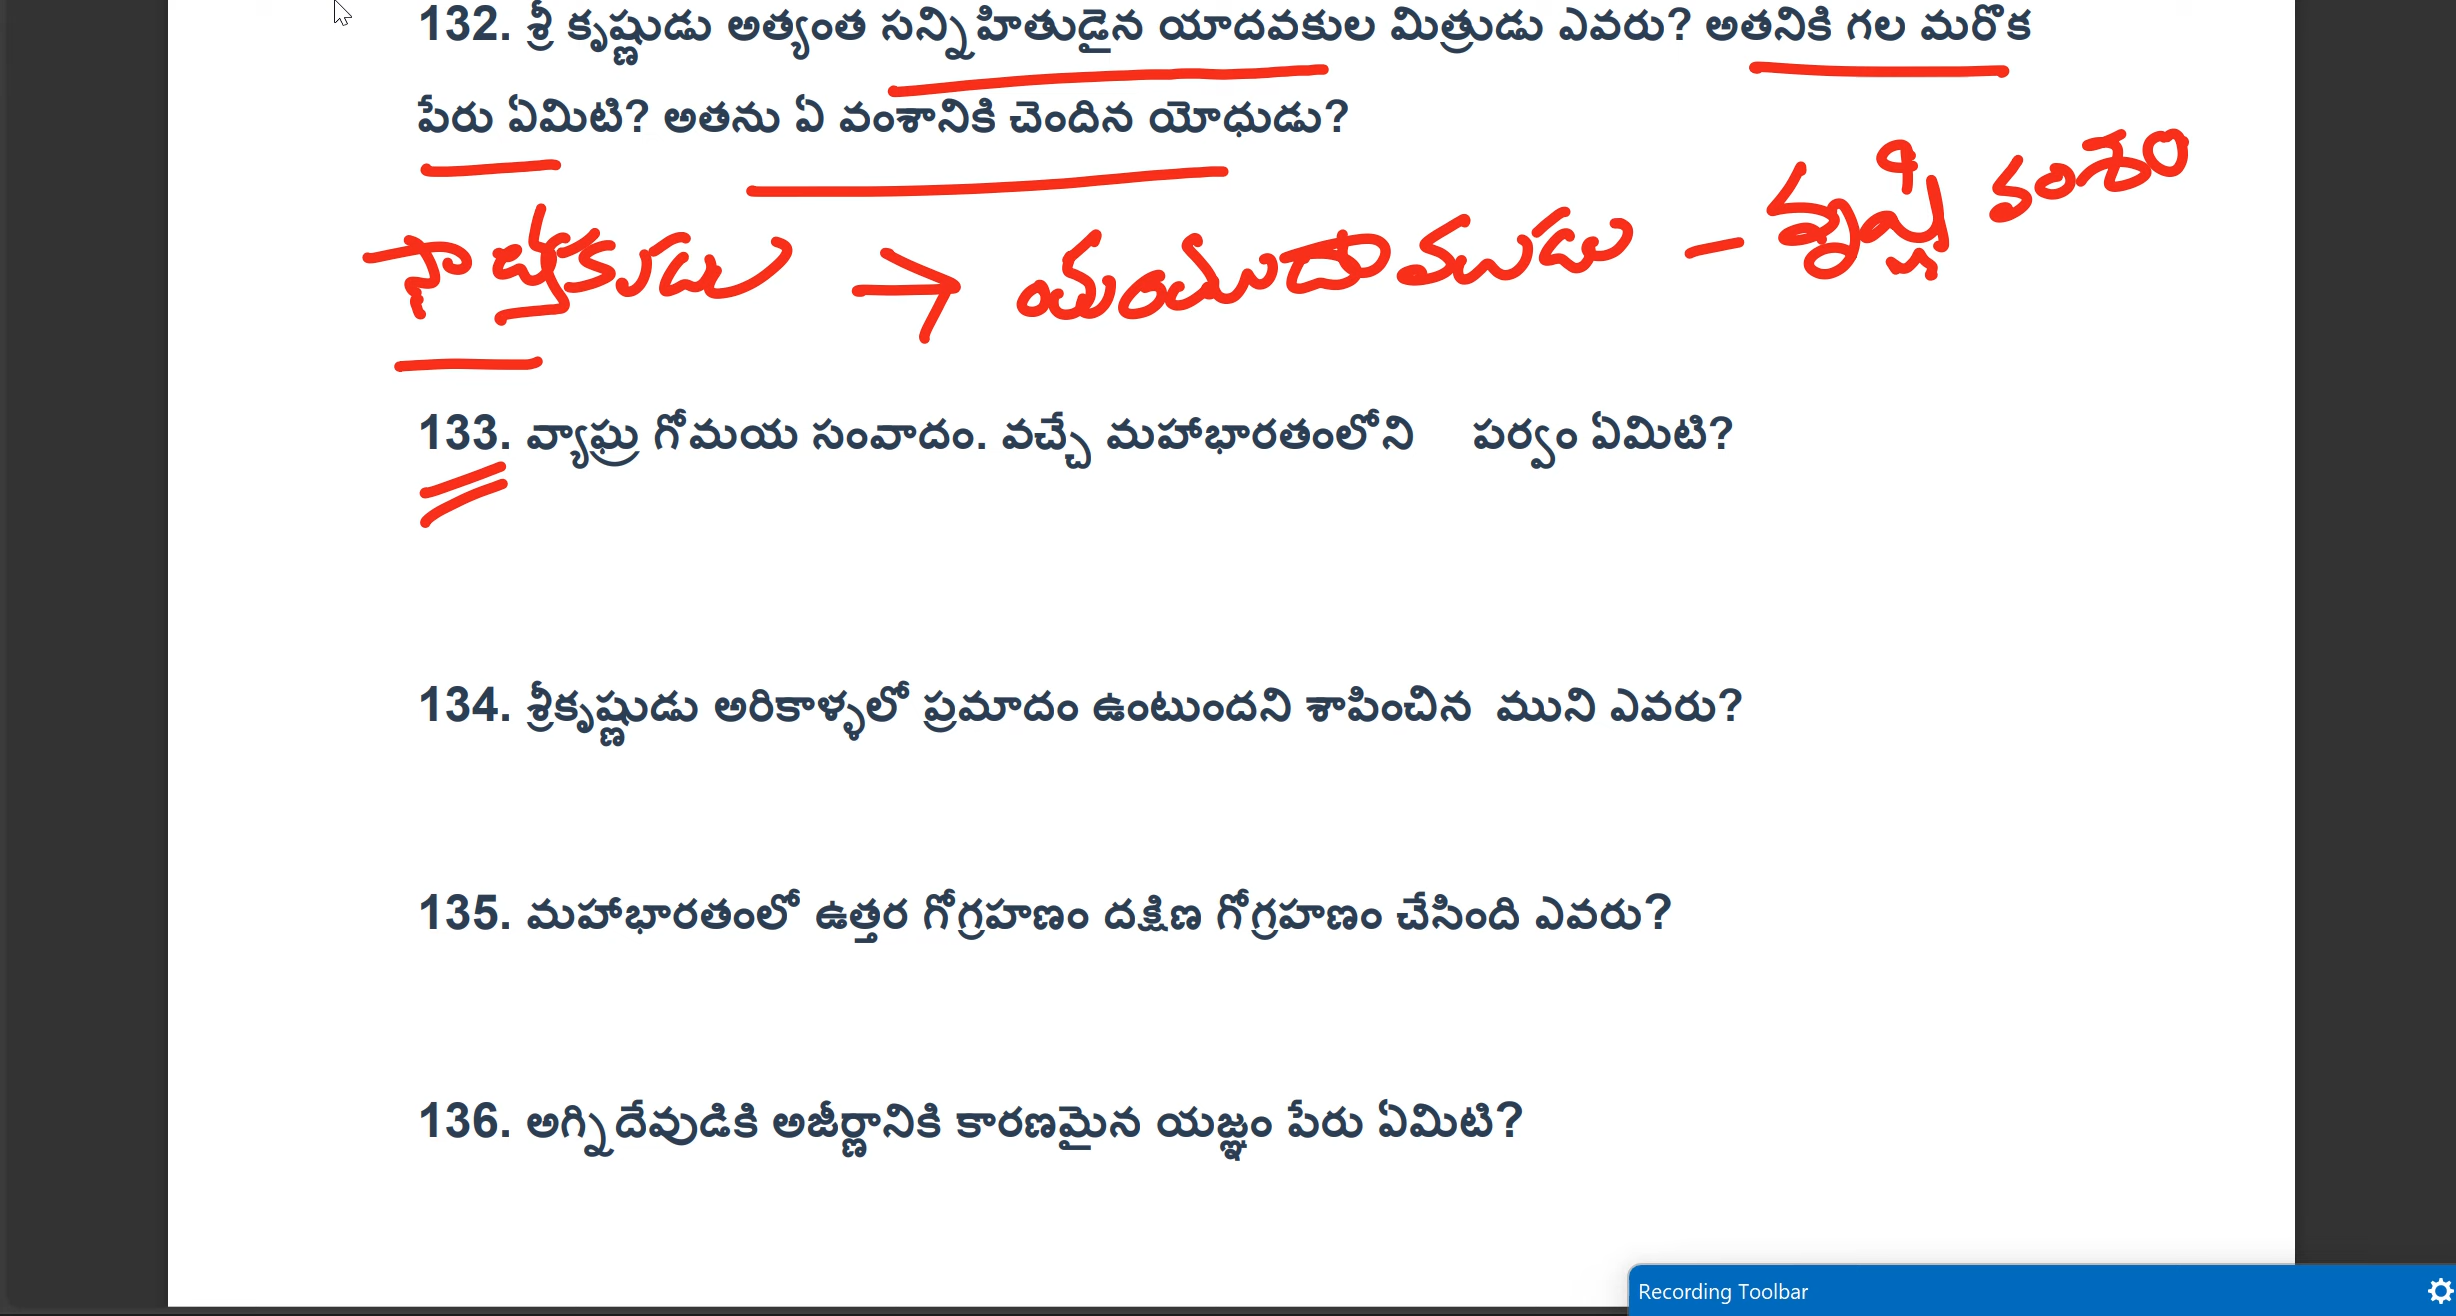 132. శ్రీ కృష్ణుడు అత్యంత సన్నిహితుడైన యాదవకుల మిత్రుడు ఎవరు? అతనికి గల మరొక
పేరు ఏమిటి? అతను ఏ వంశానికి చెందిన యోధుడు?
సాత్యకుడు → యుయుధాముడు - వృష్ణి వంశం
133. వ్యాఘ్ర గోమయ సంవాదం. వచ్చే మహాభారతంలోని పర్వం ఏమిటి?
134. శ్రీకృష్ణుడు అరికాళ్ళలో ప్రమాదం ఉంటుందని శాపించిన ముని ఎవరు?
135. మహాభారతంలో ఉత్తర గోగ్రహణం దక్షిణ గోగ్రహణం చేసింది ఎవరు?
136. అగ్నిదేవుడికి అజీర్ణానికి కారణమైన యజ్ఞం పేరు ఏమిటి?
Recording Toolbar